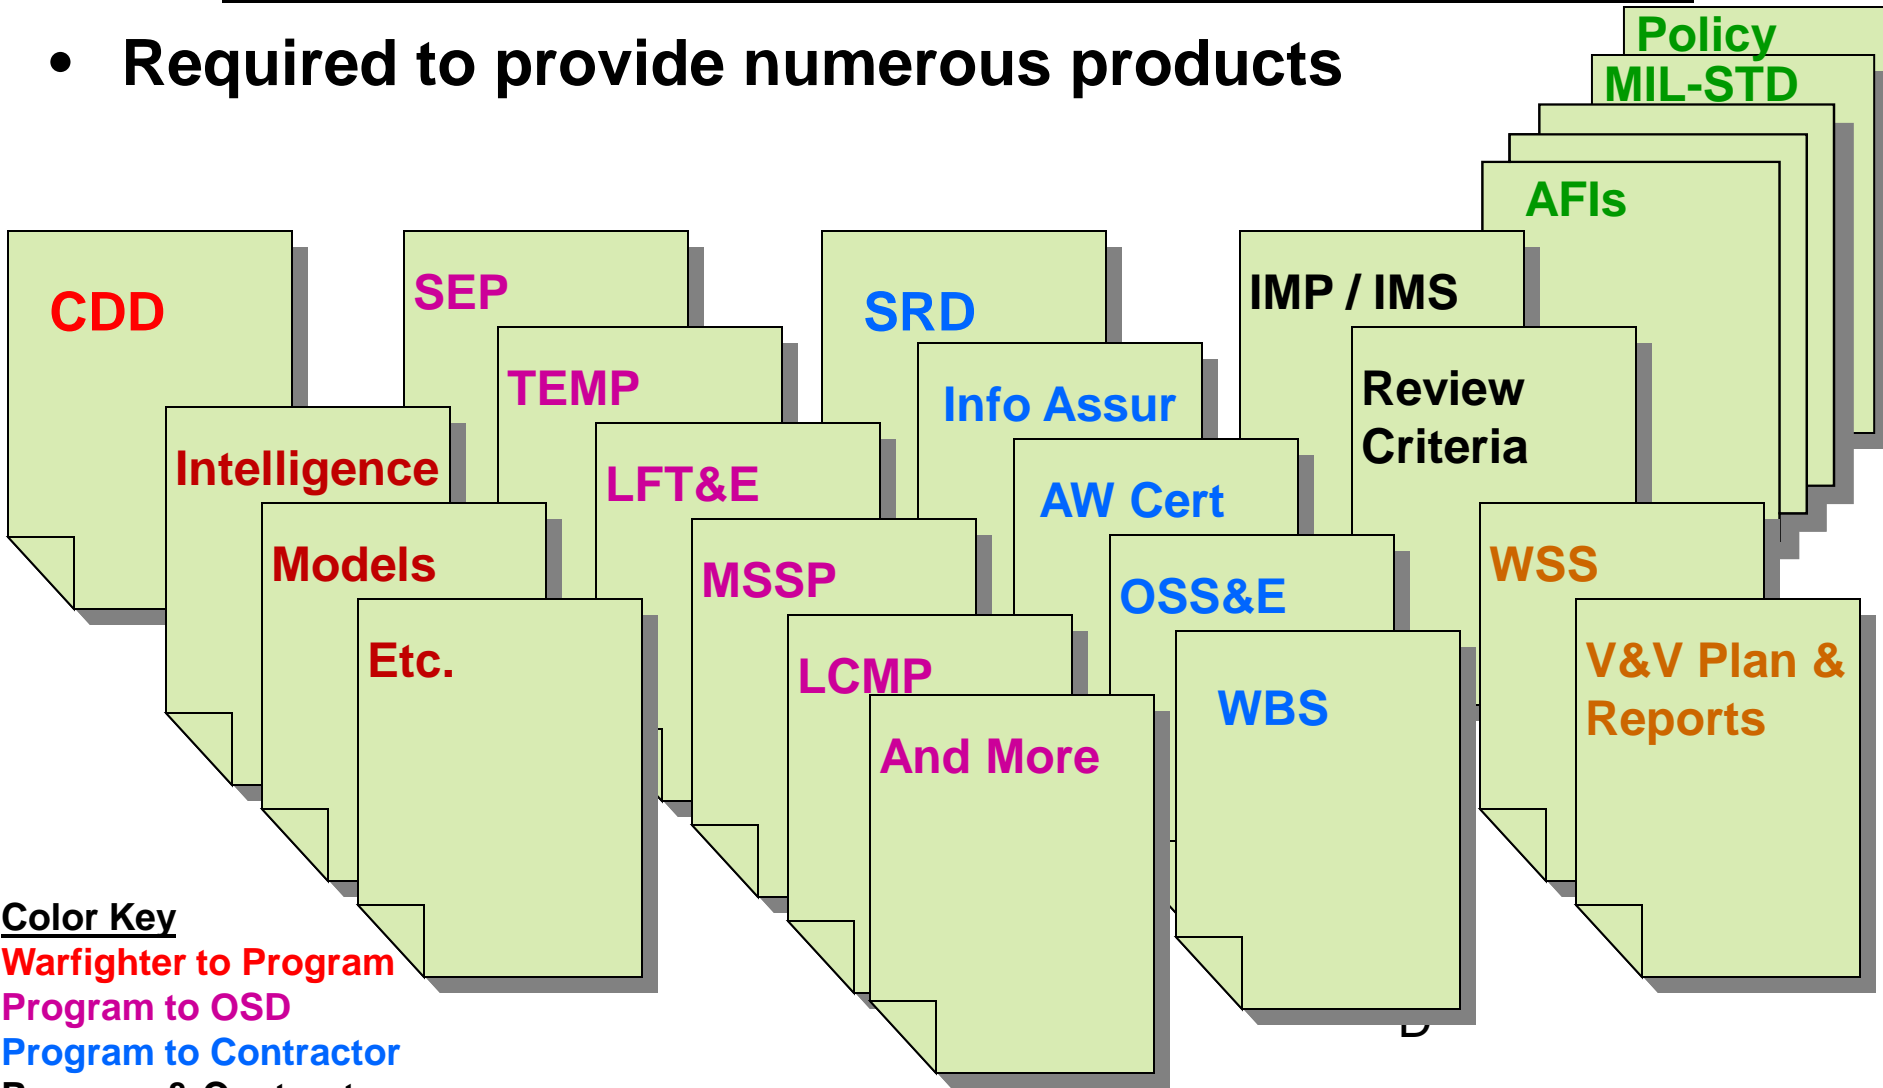 • Required to provide numerous products
Policy
MIL-STD
AFIs
CDD
Intelligence
Models
Etc.
SEP
TEMP
LFT&E
MSSP
LCMP
And More
SRD
Info Assur
AW Cert
OSS&E
WBS
IMP / IMS
Review
Criteria
WSS
V&V Plan &
Reports
Color Key
Warfighter to Program
Program to OSD
Program to Contractor